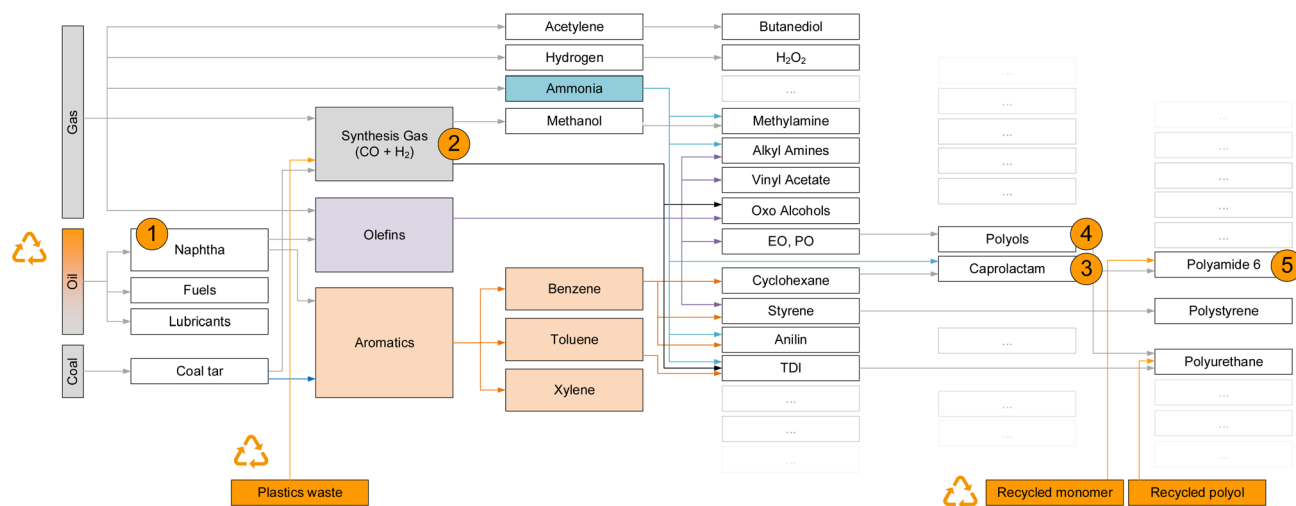 Gas
Oil
Coal
1
Naphtha
Fuels
Lubricants
Coal tar
Synthesis Gas
(CO + H₂)
2
Olefins
Aromatics
Acetylene
Hydrogen
Ammonia
Methanol
Benzene
Toluene
Xylene
Butanediol
H₂O₂
...
Methylamine
Alkyl Amines
Vinyl Acetate
Oxo Alcohols
EO, PO
Cyclohexane
Styrene
Anilin
TDI
...
...
...
...
...
...
...
...
Polyols
4
Caprolactam
3
...
...
...
...
...
...
...
...
Polyamide 6
5
Polystyrene
Polyurethane
...
...
...
Plastics waste
Recycled monomer
Recycled polyol